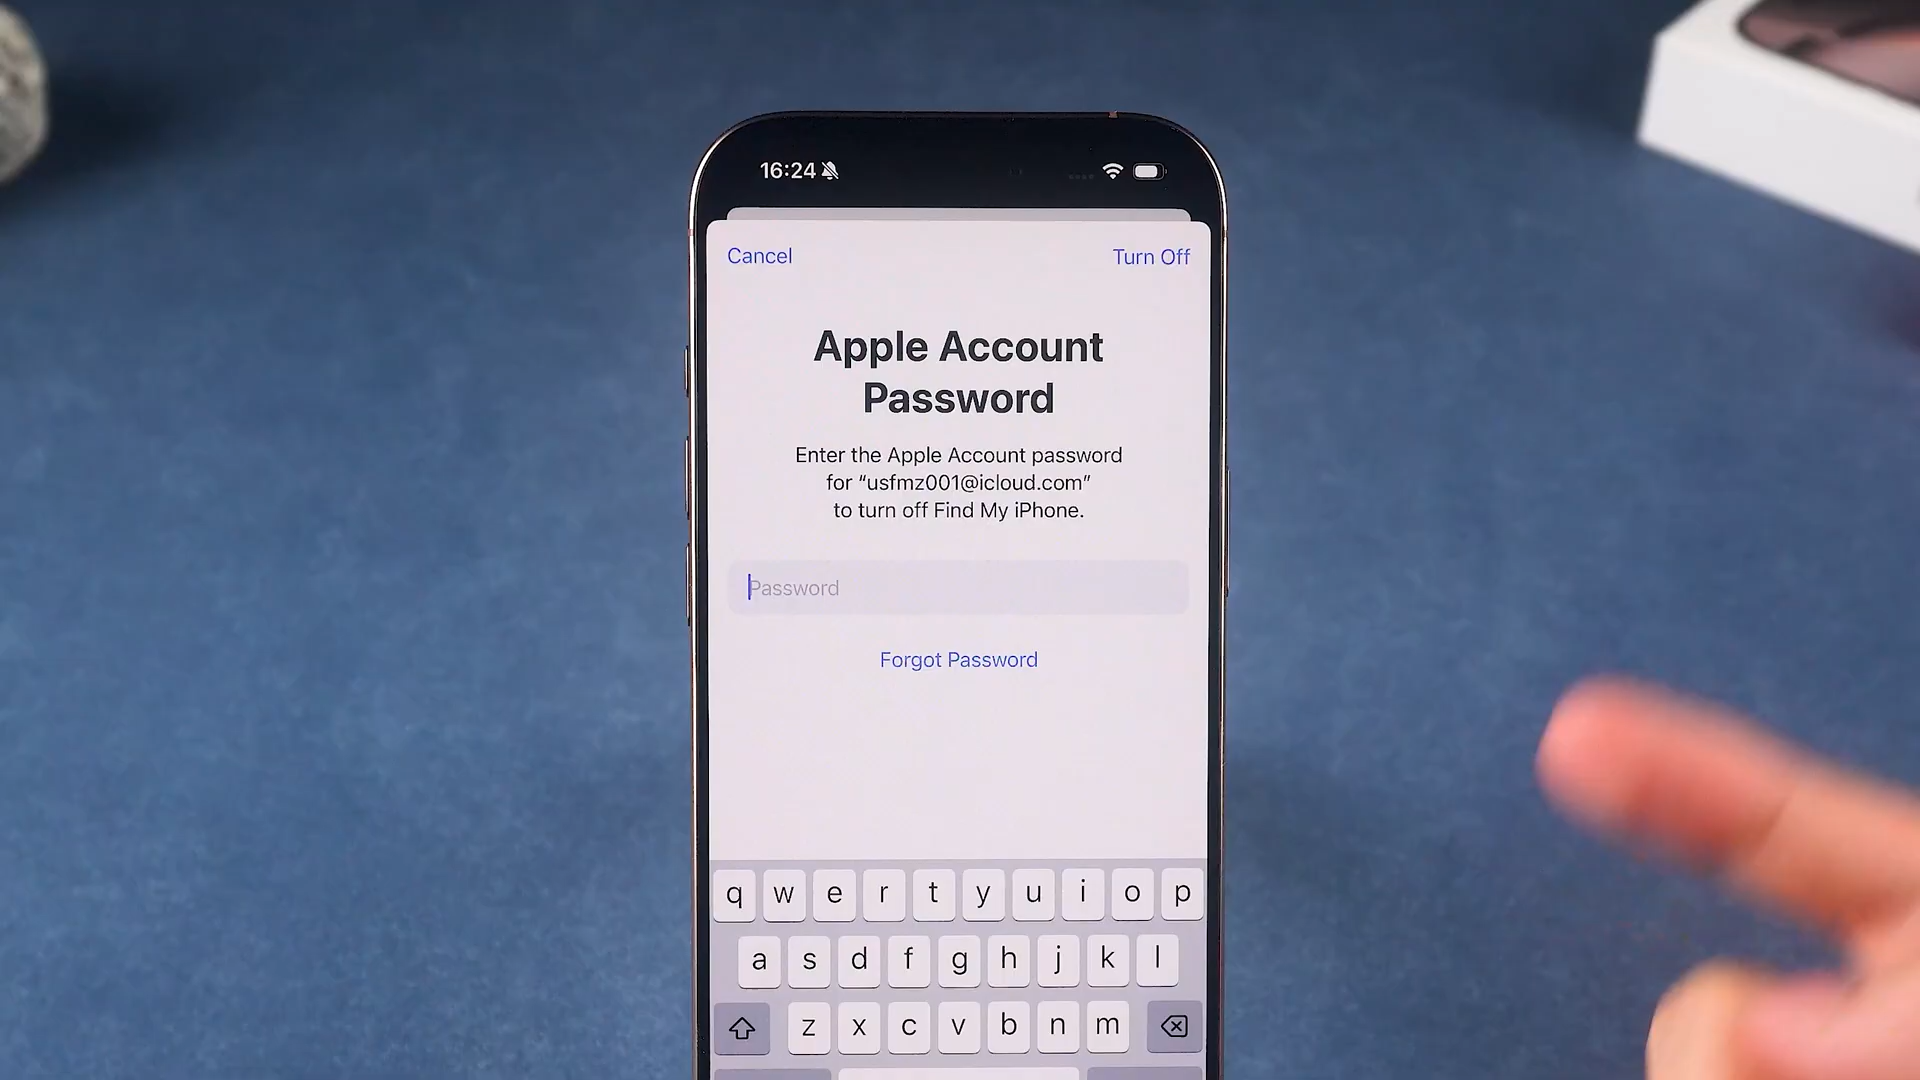 16:24
Cancel
Turn Off
Apple Account
Password
Enter the Apple Account password
for “usfmz001@icloud.com”
to turn off Find My iPhone.
Password
Forgot Password
q w e r t y u i o p
a s d f g h j k l
z x c v b n m